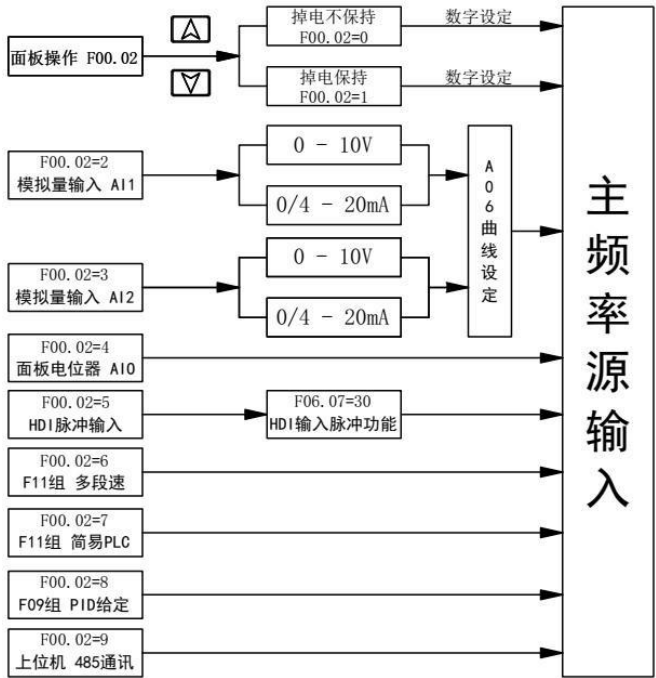 面板操作 F00.02
掉电不保持
F00.02=0
数字设定
掉电保持
F00.02=1
数字设定
F00.02=2
模拟量输入 AI1
0 - 10V
0/4 - 20mA
F00.02=3
模拟量输入 AI2
0 - 10V
0/4 - 20mA
A06曲线设定
F00.02=4
面板电位器 AI0
F00.02=5
HDI脉冲输入
F06.07=30
HDI输入脉冲功能
F00.02=6
F11组 多段速
F00.02=7
F11组 简易PLC
F00.02=8
F09组 PID给定
F00.02=9
上位机 485通讯
主频率源输入